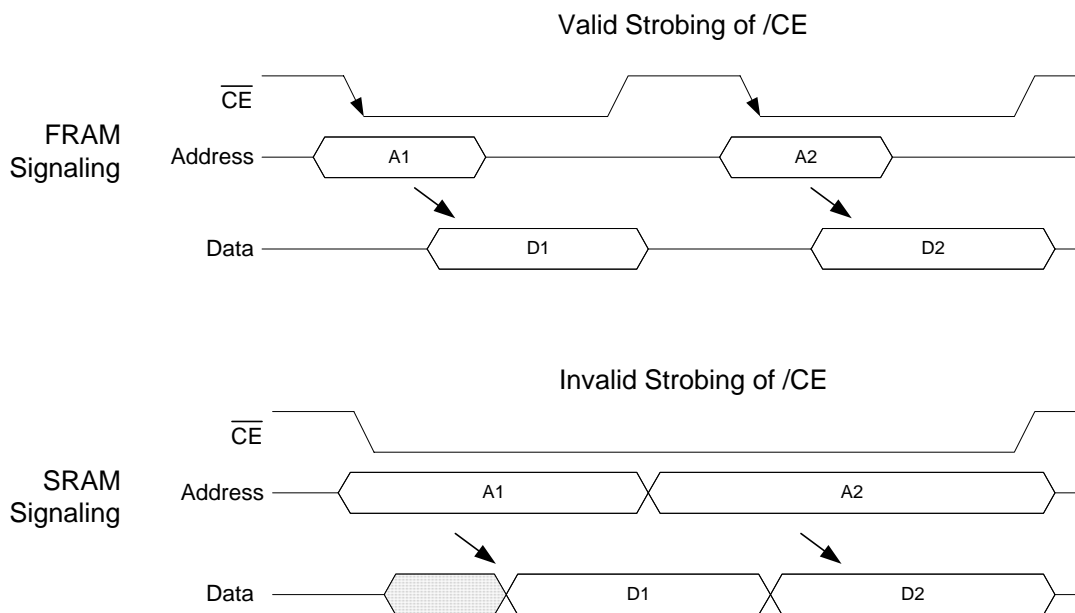 Valid Strobing of /CE
CE
FRAM
Signaling
Address
A1
A2
Data
D1
D2
Invalid Strobing of /CE
CE
SRAM
Signaling
Address
A1
A2
Data
D1
D2